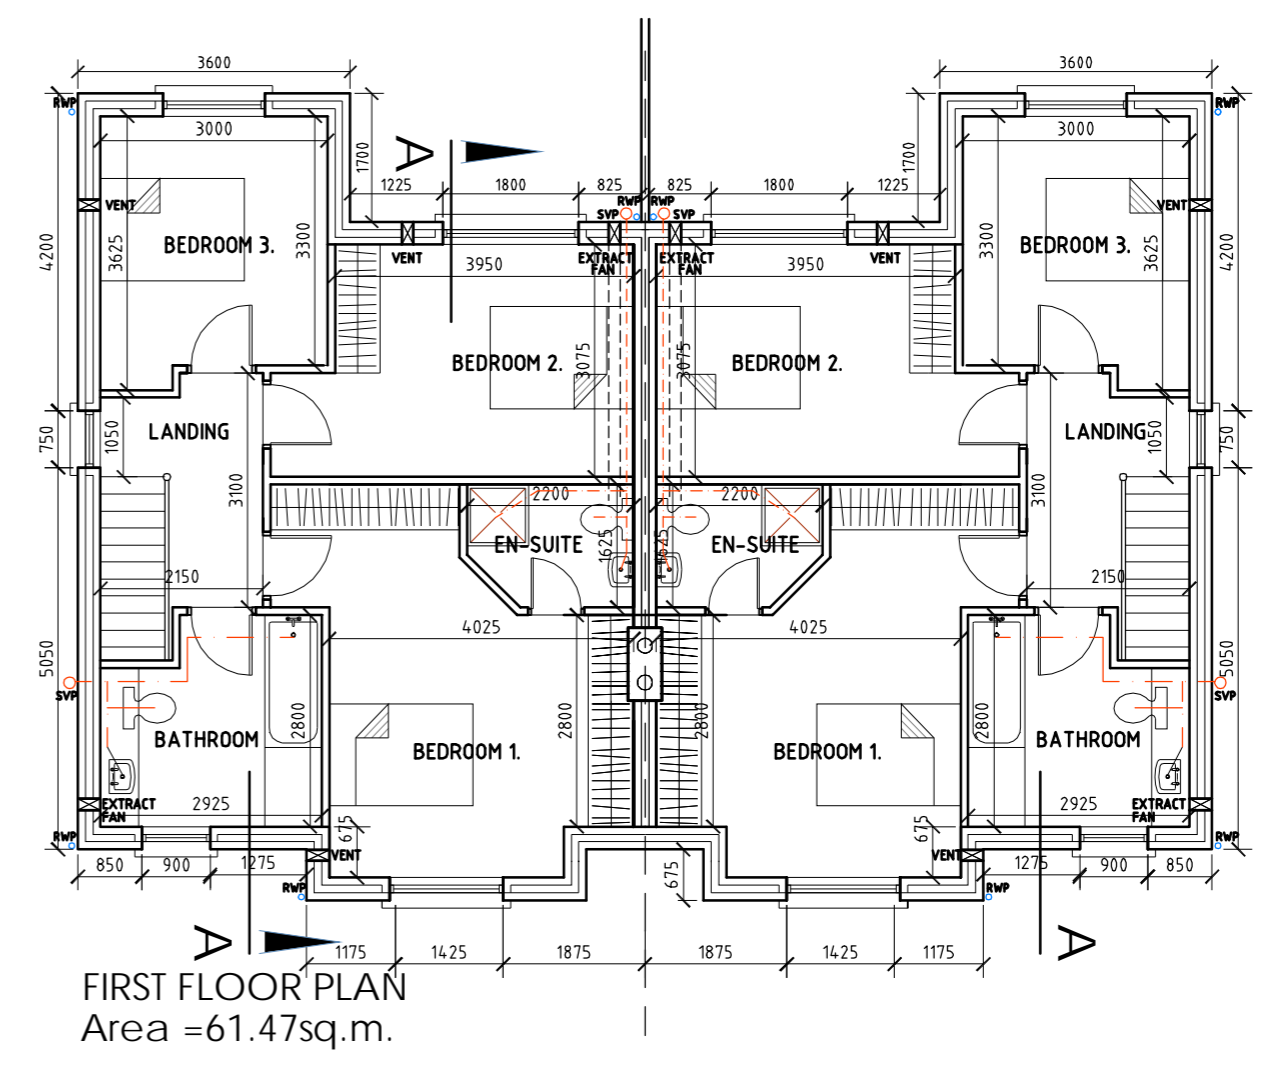 3600 3600
RWP RWP
3000 3000
A
1700 1700
1225 1800 825 825 1800 1225
RWP RWP
VENT SVP SVP VENT
4200 3625 BEDROOM 3. 3300 3300 BEDROOM 3. 3625 4200
VENT EXTRACT FAN EXTRACT FAN VENT
3950 3950
BEDROOM 2. 3075 3075 BEDROOM 2.
750 1050 LANDING LANDING 1050 750
3100 2200 2200 3100
EN-SUITE 1625 1625 EN-SUITE
2150 2150
4025 4025
5050 5050
SVP SVP
2800 2800 2800 2800
BATHROOM BEDROOM 1. BEDROOM 1. BATHROOM
EXTRACT FAN 2925 2925 EXTRACT FAN
RWP 675 675 RWP
VENT VENT
850 900 1275 675 1275 900 850
RWP RWP
A A
1175 1425 1875 1875 1425 1175
FIRST FLOOR PLAN
Area =61.47sq.m.